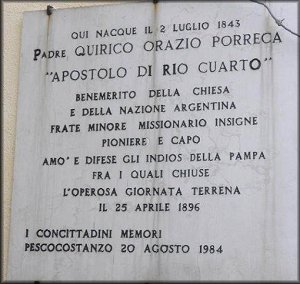 QUI NACQUE IL 2 LUGLIO 1843
PADRE QUIRICO ORAZIO PORRECA
"APOSTOLO DI RIO CUARTO"
BENEMERITO DELLA CHIESA
E DELLA NAZIONE ARGENTINA
FRATE MINORE MISSIONARIO INSIGNE
PIONIERE E CAPO
AMO' E DIFESE GLI INDIOS DELLA PAMPA
FRA I QUALI CHIUSE
L'OPEROSA GIORNATA TERRENA
IL 25 APRILE 1896
I CONCITTADINI MEMORI
PESCOCOSTANZO 20 AGOSTO 1984